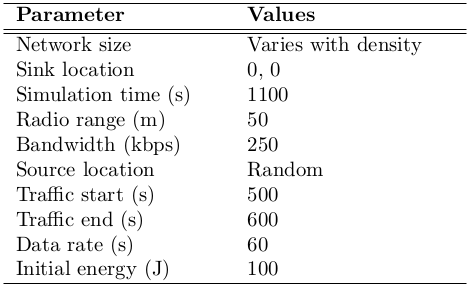 Parameter Values
Network size Varies with density
Sink location 0, 0
Simulation time (s) 1100
Radio range (m) 50
Bandwidth (kbps) 250
Source location Random
Traffic start (s) 500
Traffic end (s) 600
Data rate (s) 60
Initial energy (J) 100